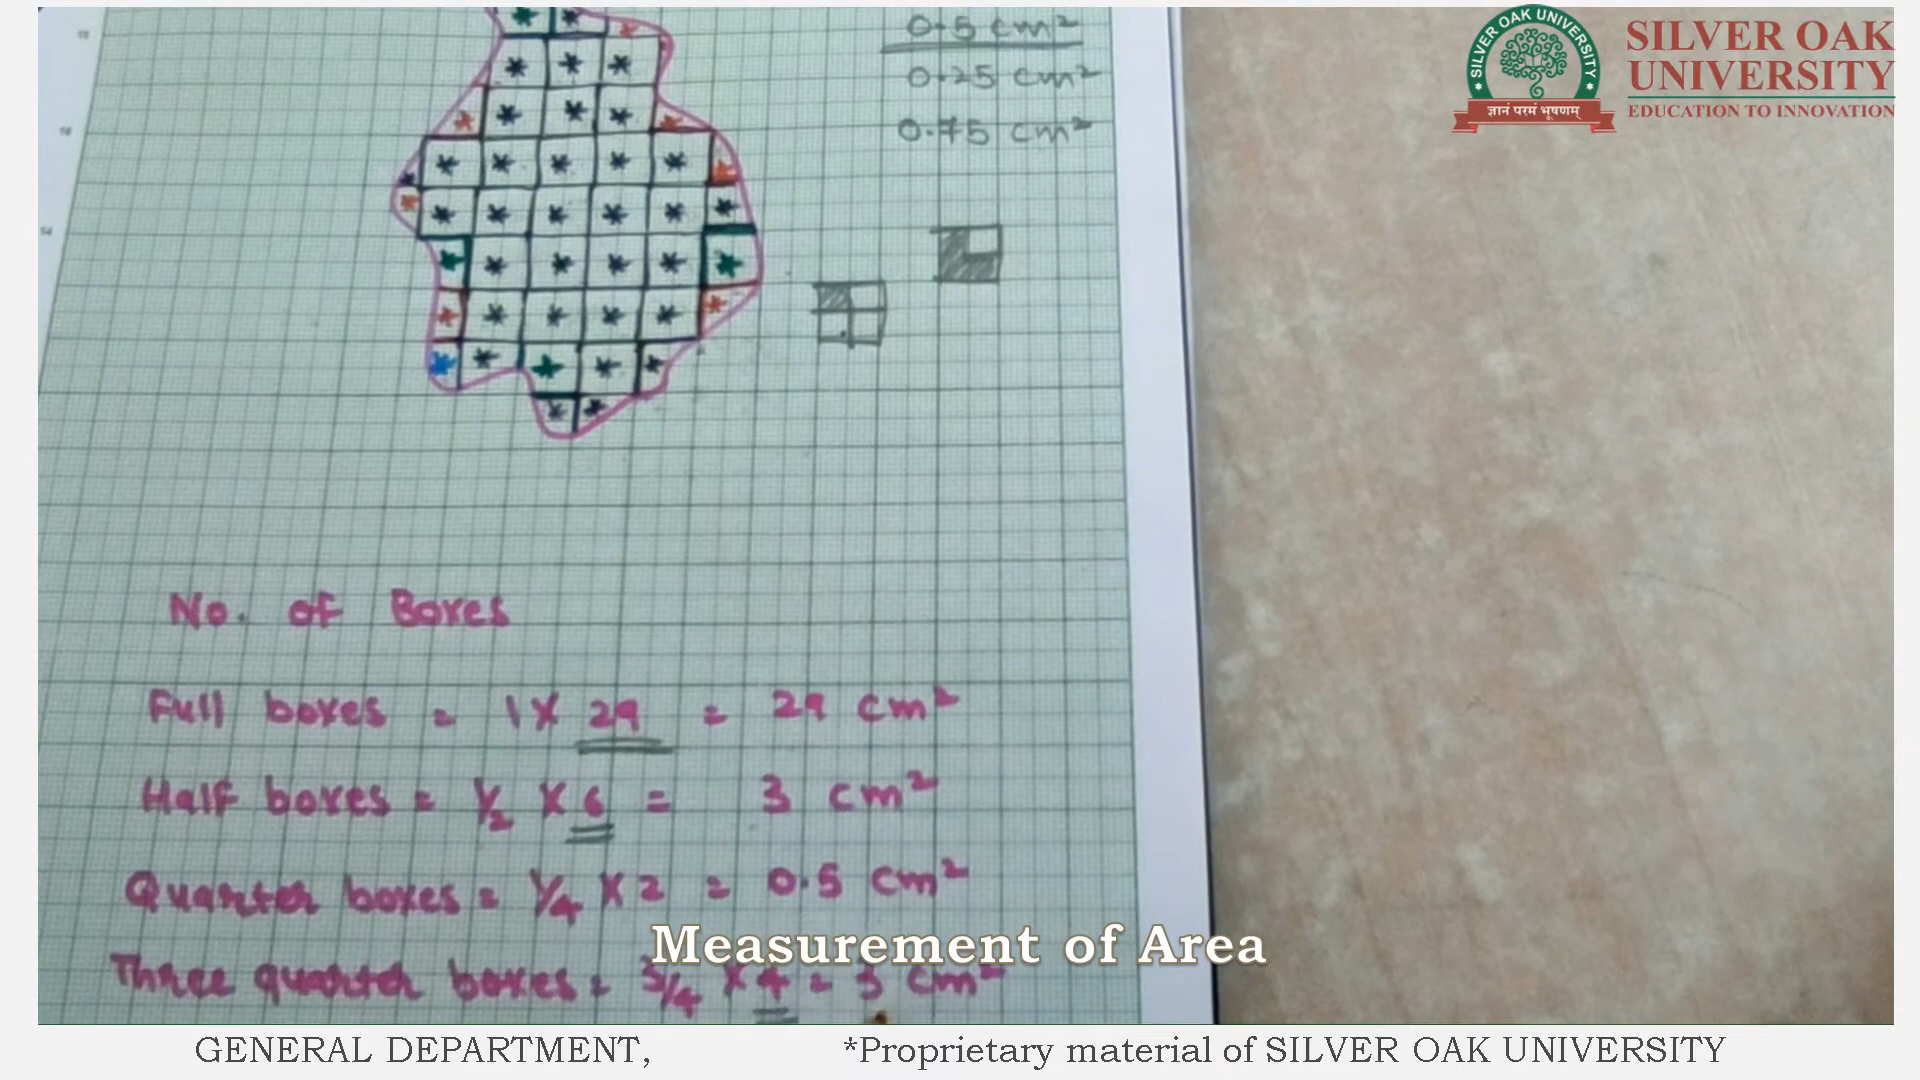 0.5 cm²
0.25 cm²
0.75 cm²
SILVER OAK UNIVERSITY
ज्ञानं परमं भूषणम्
SILVER OAK
UNIVERSITY
EDUCATION TO INNOVATION
16
14
No. of Boxes
Full boxes = 1 X 29 = 29 cm²
Half boxes = 1/2 X 6 = 3 cm²
Quarter boxes = 1/4 X 2 = 0.5 cm²
Three quarter boxes = 3/4 X 4 = 3 cm²
Measurement of Area
GENERAL DEPARTMENT,
*Proprietary material of SILVER OAK UNIVERSITY